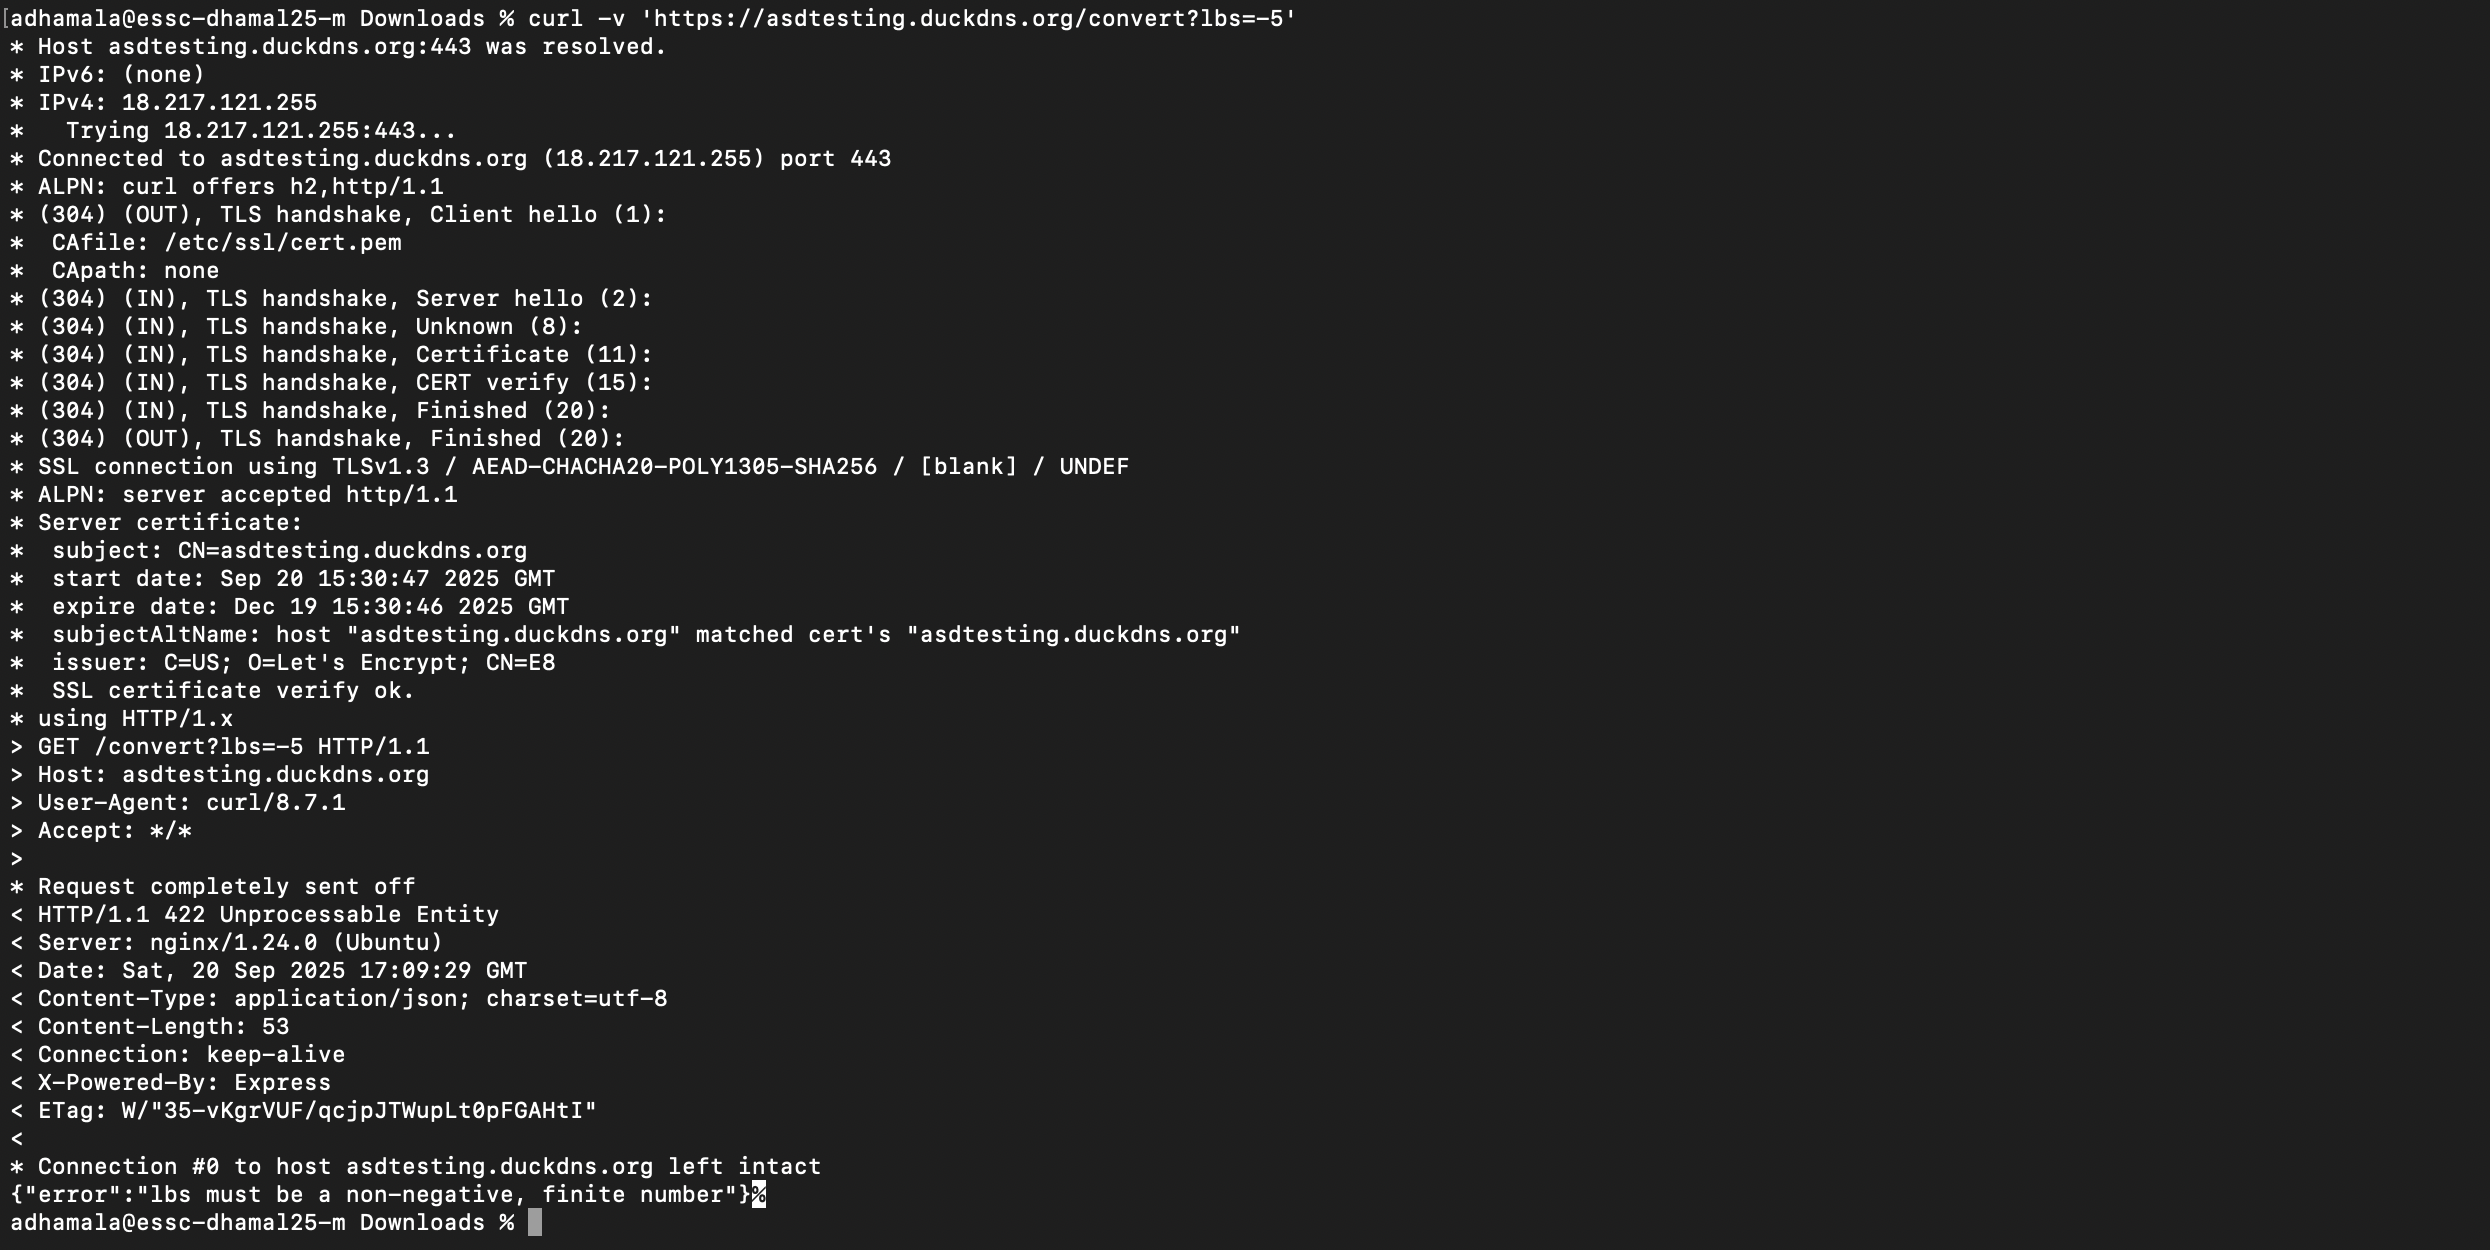 [adhamala@essc-dhamal25-m Downloads % curl -v 'https://asdtesting.duckdns.org/convert?lbs=-5'
* Host asdtesting.duckdns.org:443 was resolved.
* IPv6: (none)
* IPv4: 18.217.121.255
*   Trying 18.217.121.255:443...
* Connected to asdtesting.duckdns.org (18.217.121.255) port 443
* ALPN: curl offers h2,http/1.1
* (304) (OUT), TLS handshake, Client hello (1):
*  CAfile: /etc/ssl/cert.pem
*  CApath: none
* (304) (IN), TLS handshake, Server hello (2):
* (304) (IN), TLS handshake, Unknown (8):
* (304) (IN), TLS handshake, Certificate (11):
* (304) (IN), TLS handshake, CERT verify (15):
* (304) (IN), TLS handshake, Finished (20):
* (304) (OUT), TLS handshake, Finished (20):
* SSL connection using TLSv1.3 / AEAD-CHACHA20-POLY1305-SHA256 / [blank] / UNDEF
* ALPN: server accepted http/1.1
* Server certificate:
*  subject: CN=asdtesting.duckdns.org
*  start date: Sep 20 15:30:47 2025 GMT
*  expire date: Dec 19 15:30:46 2025 GMT
*  subjectAltName: host "asdtesting.duckdns.org" matched cert's "asdtesting.duckdns.org"
*  issuer: C=US; O=Let's Encrypt; CN=E8
*  SSL certificate verify ok.
* using HTTP/1.x
> GET /convert?lbs=-5 HTTP/1.1
> Host: asdtesting.duckdns.org
> User-Agent: curl/8.7.1
> Accept: */*
>
* Request completely sent off
< HTTP/1.1 422 Unprocessable Entity
< Server: nginx/1.24.0 (Ubuntu)
< Date: Sat, 20 Sep 2025 17:09:29 GMT
< Content-Type: application/json; charset=utf-8
< Content-Length: 53
< Connection: keep-alive
< X-Powered-By: Express
< ETag: W/"35-vKgrVUF/qcjpJTWupLt0pFGAHtI"
<
* Connection #0 to host asdtesting.duckdns.org left intact
{"error":"lbs must be a non-negative, finite number"}%
adhamala@essc-dhamal25-m Downloads %